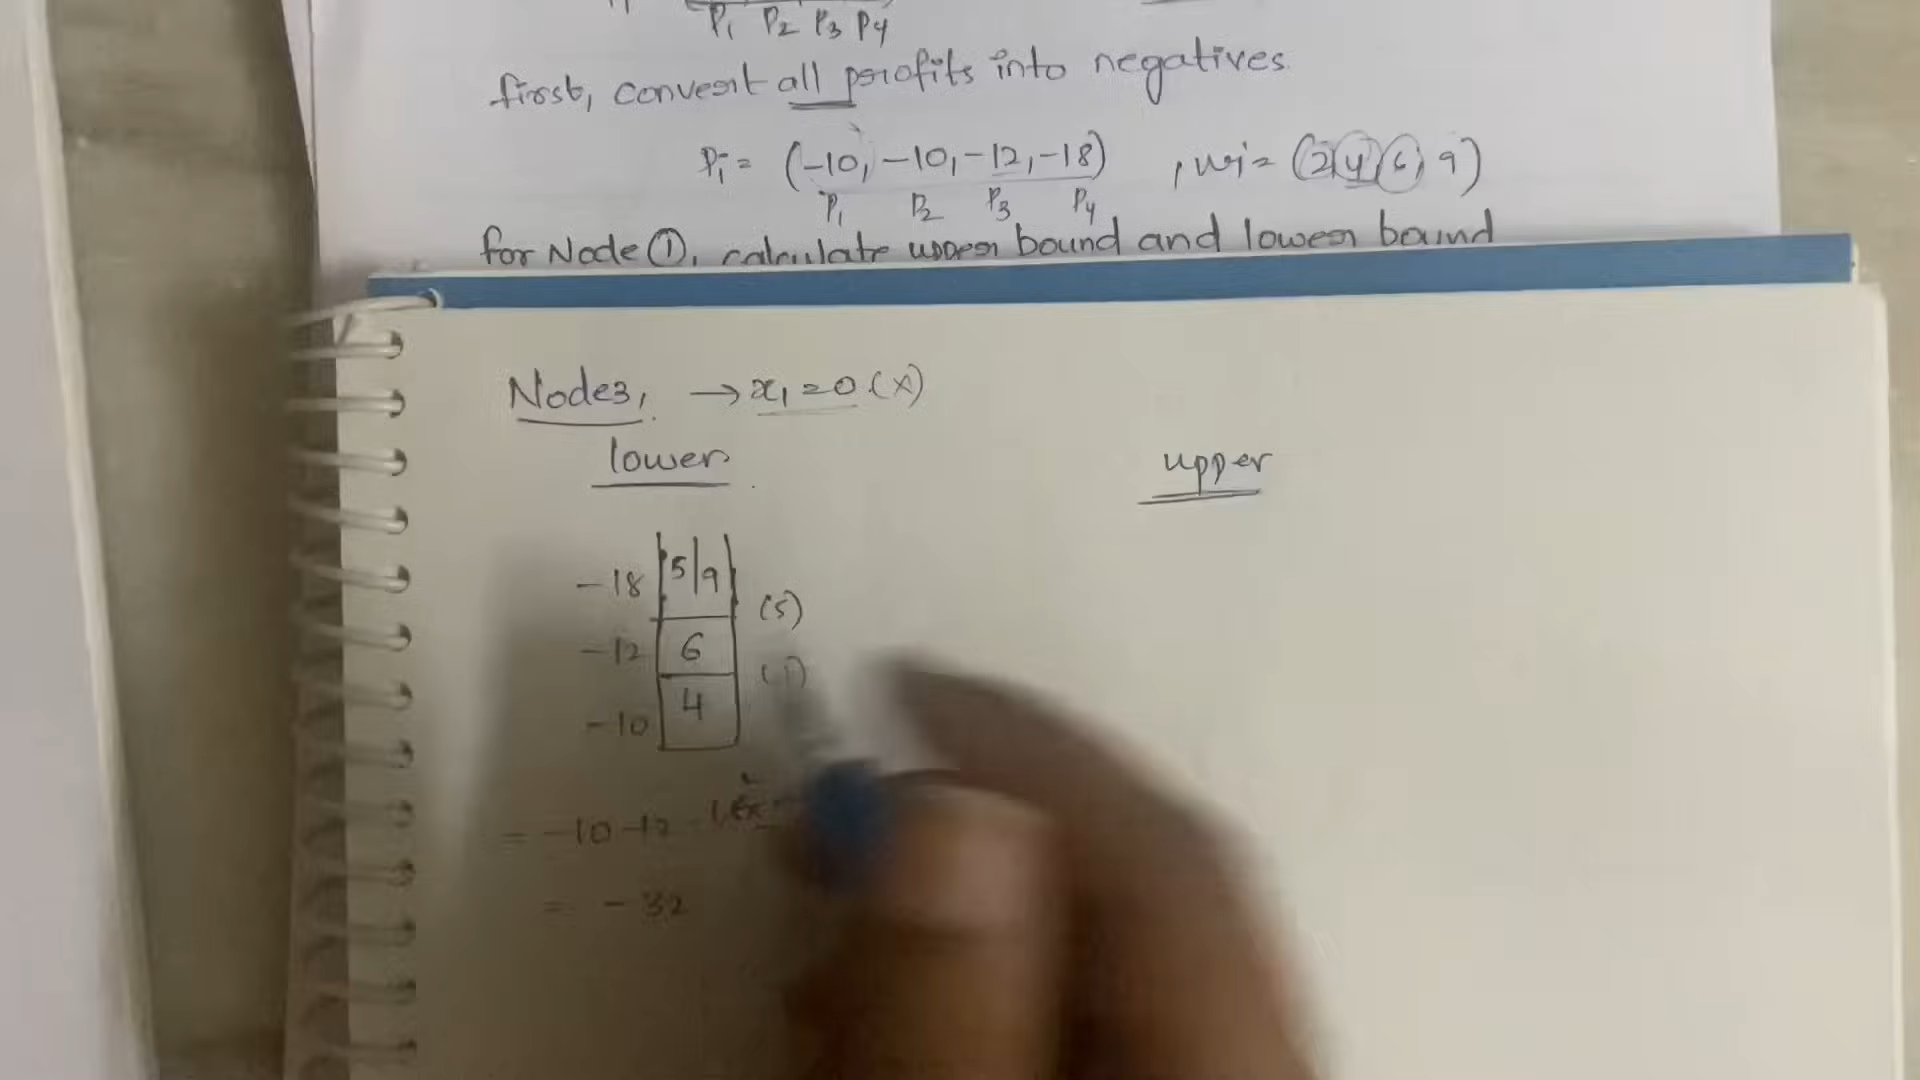 P1 P2 P3 P4
first, convert all profits into negatives.
Pi = (-10, -10, -12, -18) , wi = (2, 4, 6, 9)
P1 P2 P3 P4
for Node ①, calculate upper bound and lower bound
Node3, → x1 = 0 (X)
lower upper
-18 5/9 (5)
-12 6 (11)
-10 4
= -10 -12 -
= -32